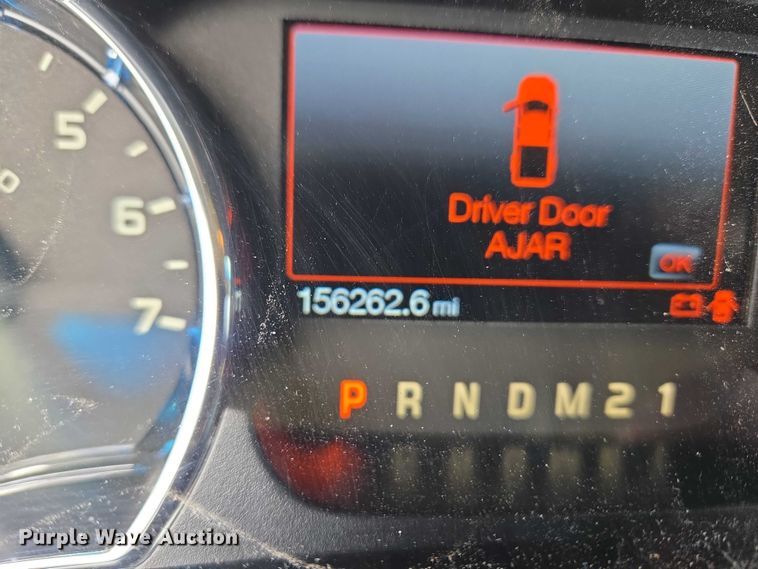 5
6
7
Driver Door
AJAR
OK
156262.6 mi
P R N D M 2 1
Purple Wave Auction